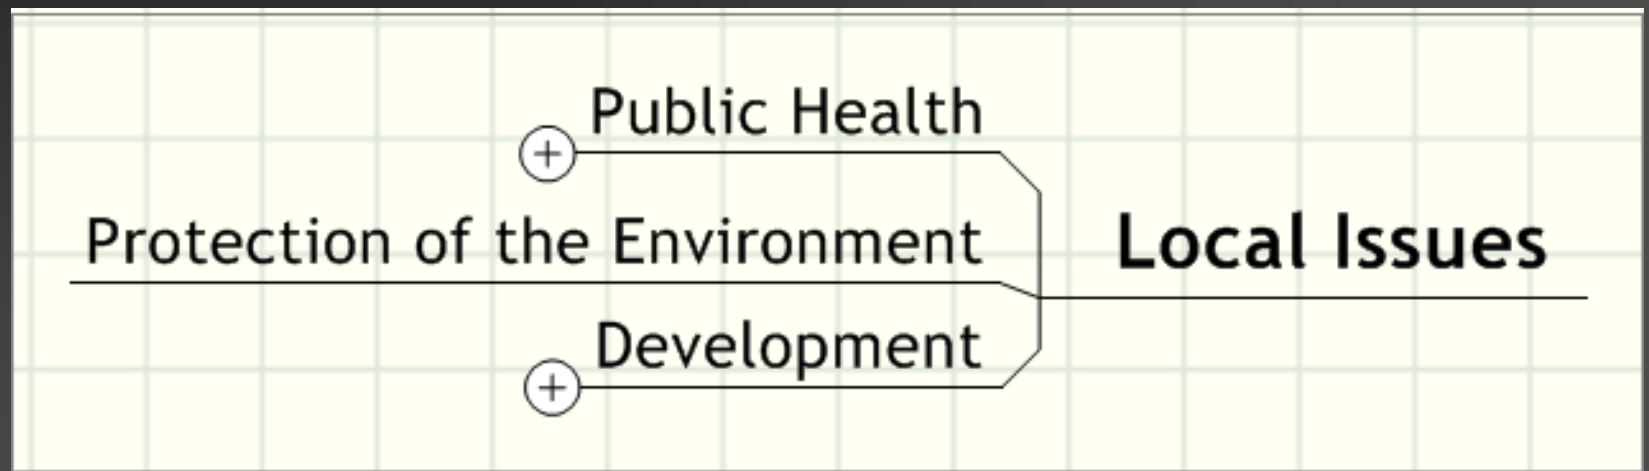 Public Health
Protection of the Environment
Local Issues
Development